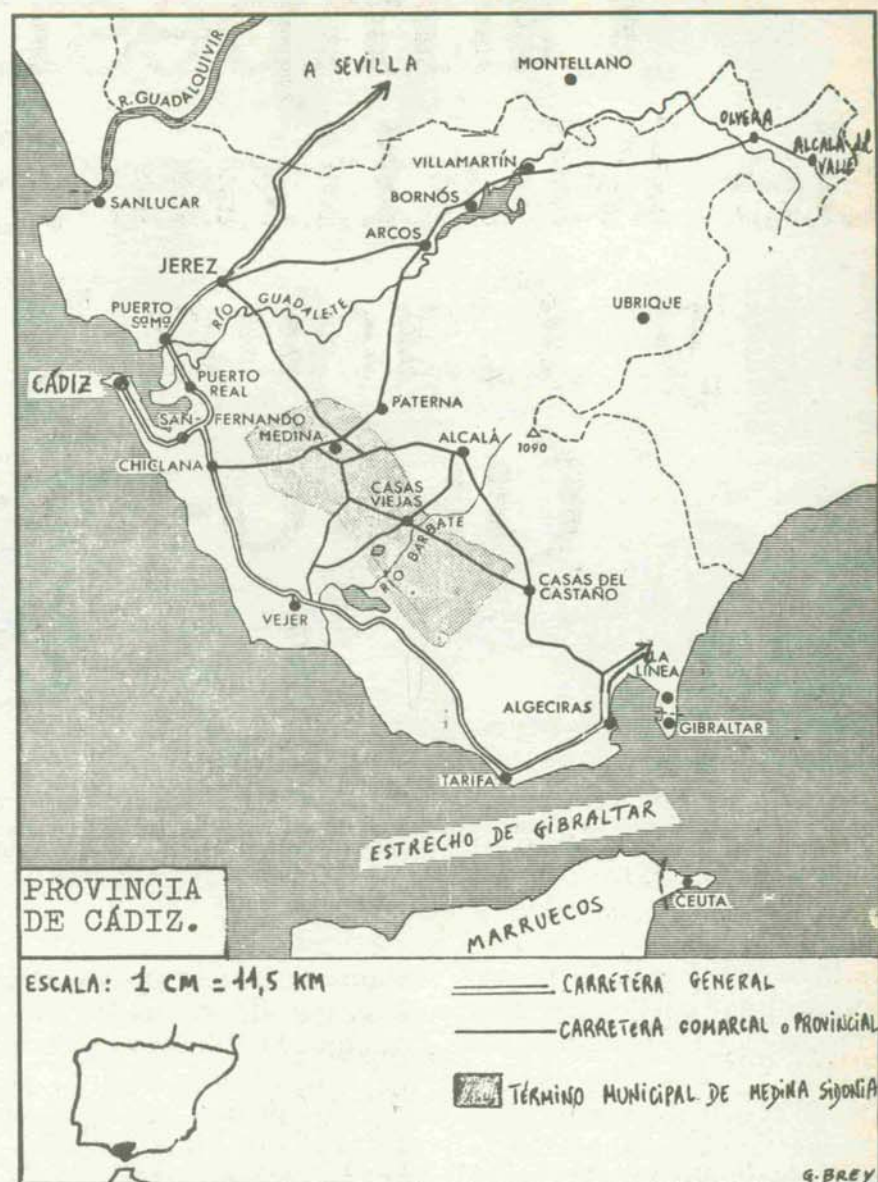 R. GUADALQUIVIR
A SEVILLA
MONTELLANO
OLVERA
ALCALÁ del
VALLE
VILLAMARTÍN
SANLUCAR
BORNÓS
ARCOS
JEREZ
RÍO GUADALETE
UBRIQUE
PUERTO
SªMª
CÁDIZ
PUERTO
REAL
PATERNA
SAN-FERNANDO
MEDINA
ALCALÁ
1090
CHICLANA
CASAS
VIEJAS
RÍO BARBATE
CASAS DEL
CASTAÑO
VEJER
LA
LINEA
ALGECIRAS
GIBRALTAR
TARIFA
ESTRECHO DE GIBRALTAR
PROVINCIA
DE CÁDIZ.
MARRUECOS
CEUTA
ESCALA: 1 CM = 11,5 KM
CARRETERA GENERAL
CARRETERA COMARCAL o PROVINCIAL
TÉRMINO MUNICIPAL DE MEDINA SIDONIA
G. BREY